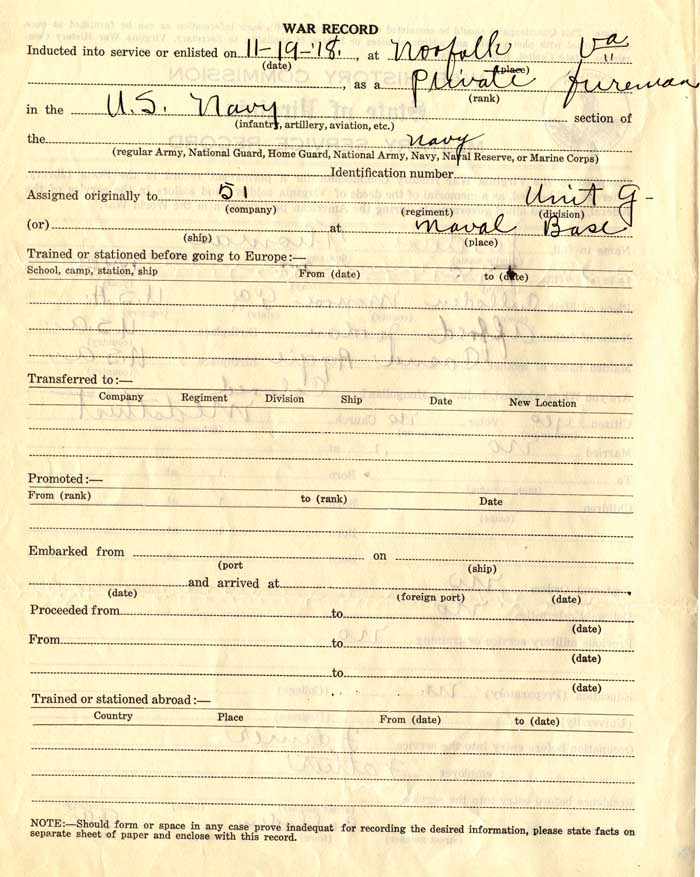 WAR RECORD
Inducted into service or enlisted on 11-19-'18. , at Norfolk Va
(date) (place) "
, as a Private fureman
(rank)
in the U.S. Navy section of
(infantry, artillery, aviation, etc.)
the navy
(regular Army, National Guard, Home Guard, National Army, Navy, Naval Reserve, or Marine Corps)
Identification number
Assigned originally to 51 Unit G-
(company) (regiment) (division)
(or) at Naval Base
(ship) (place)
Trained or stationed before going to Europe:—
School, camp, station, ship From (date) to (date)
Transferred to:—
Company Regiment Division Ship Date New Location
Promoted:—
From (rank) to (rank) Date
Embarked from on
(port (ship)
and arrived at
(date) (foreign port) (date)
Proceeded from to
(date)
From to
(date)
to
(date)
Trained or stationed abroad:—
Country Place From (date) to (date)
NOTE:—Should form or space in any case prove inadequat for recording the desired information, please state facts on
separate sheet of paper and enclose with this record.